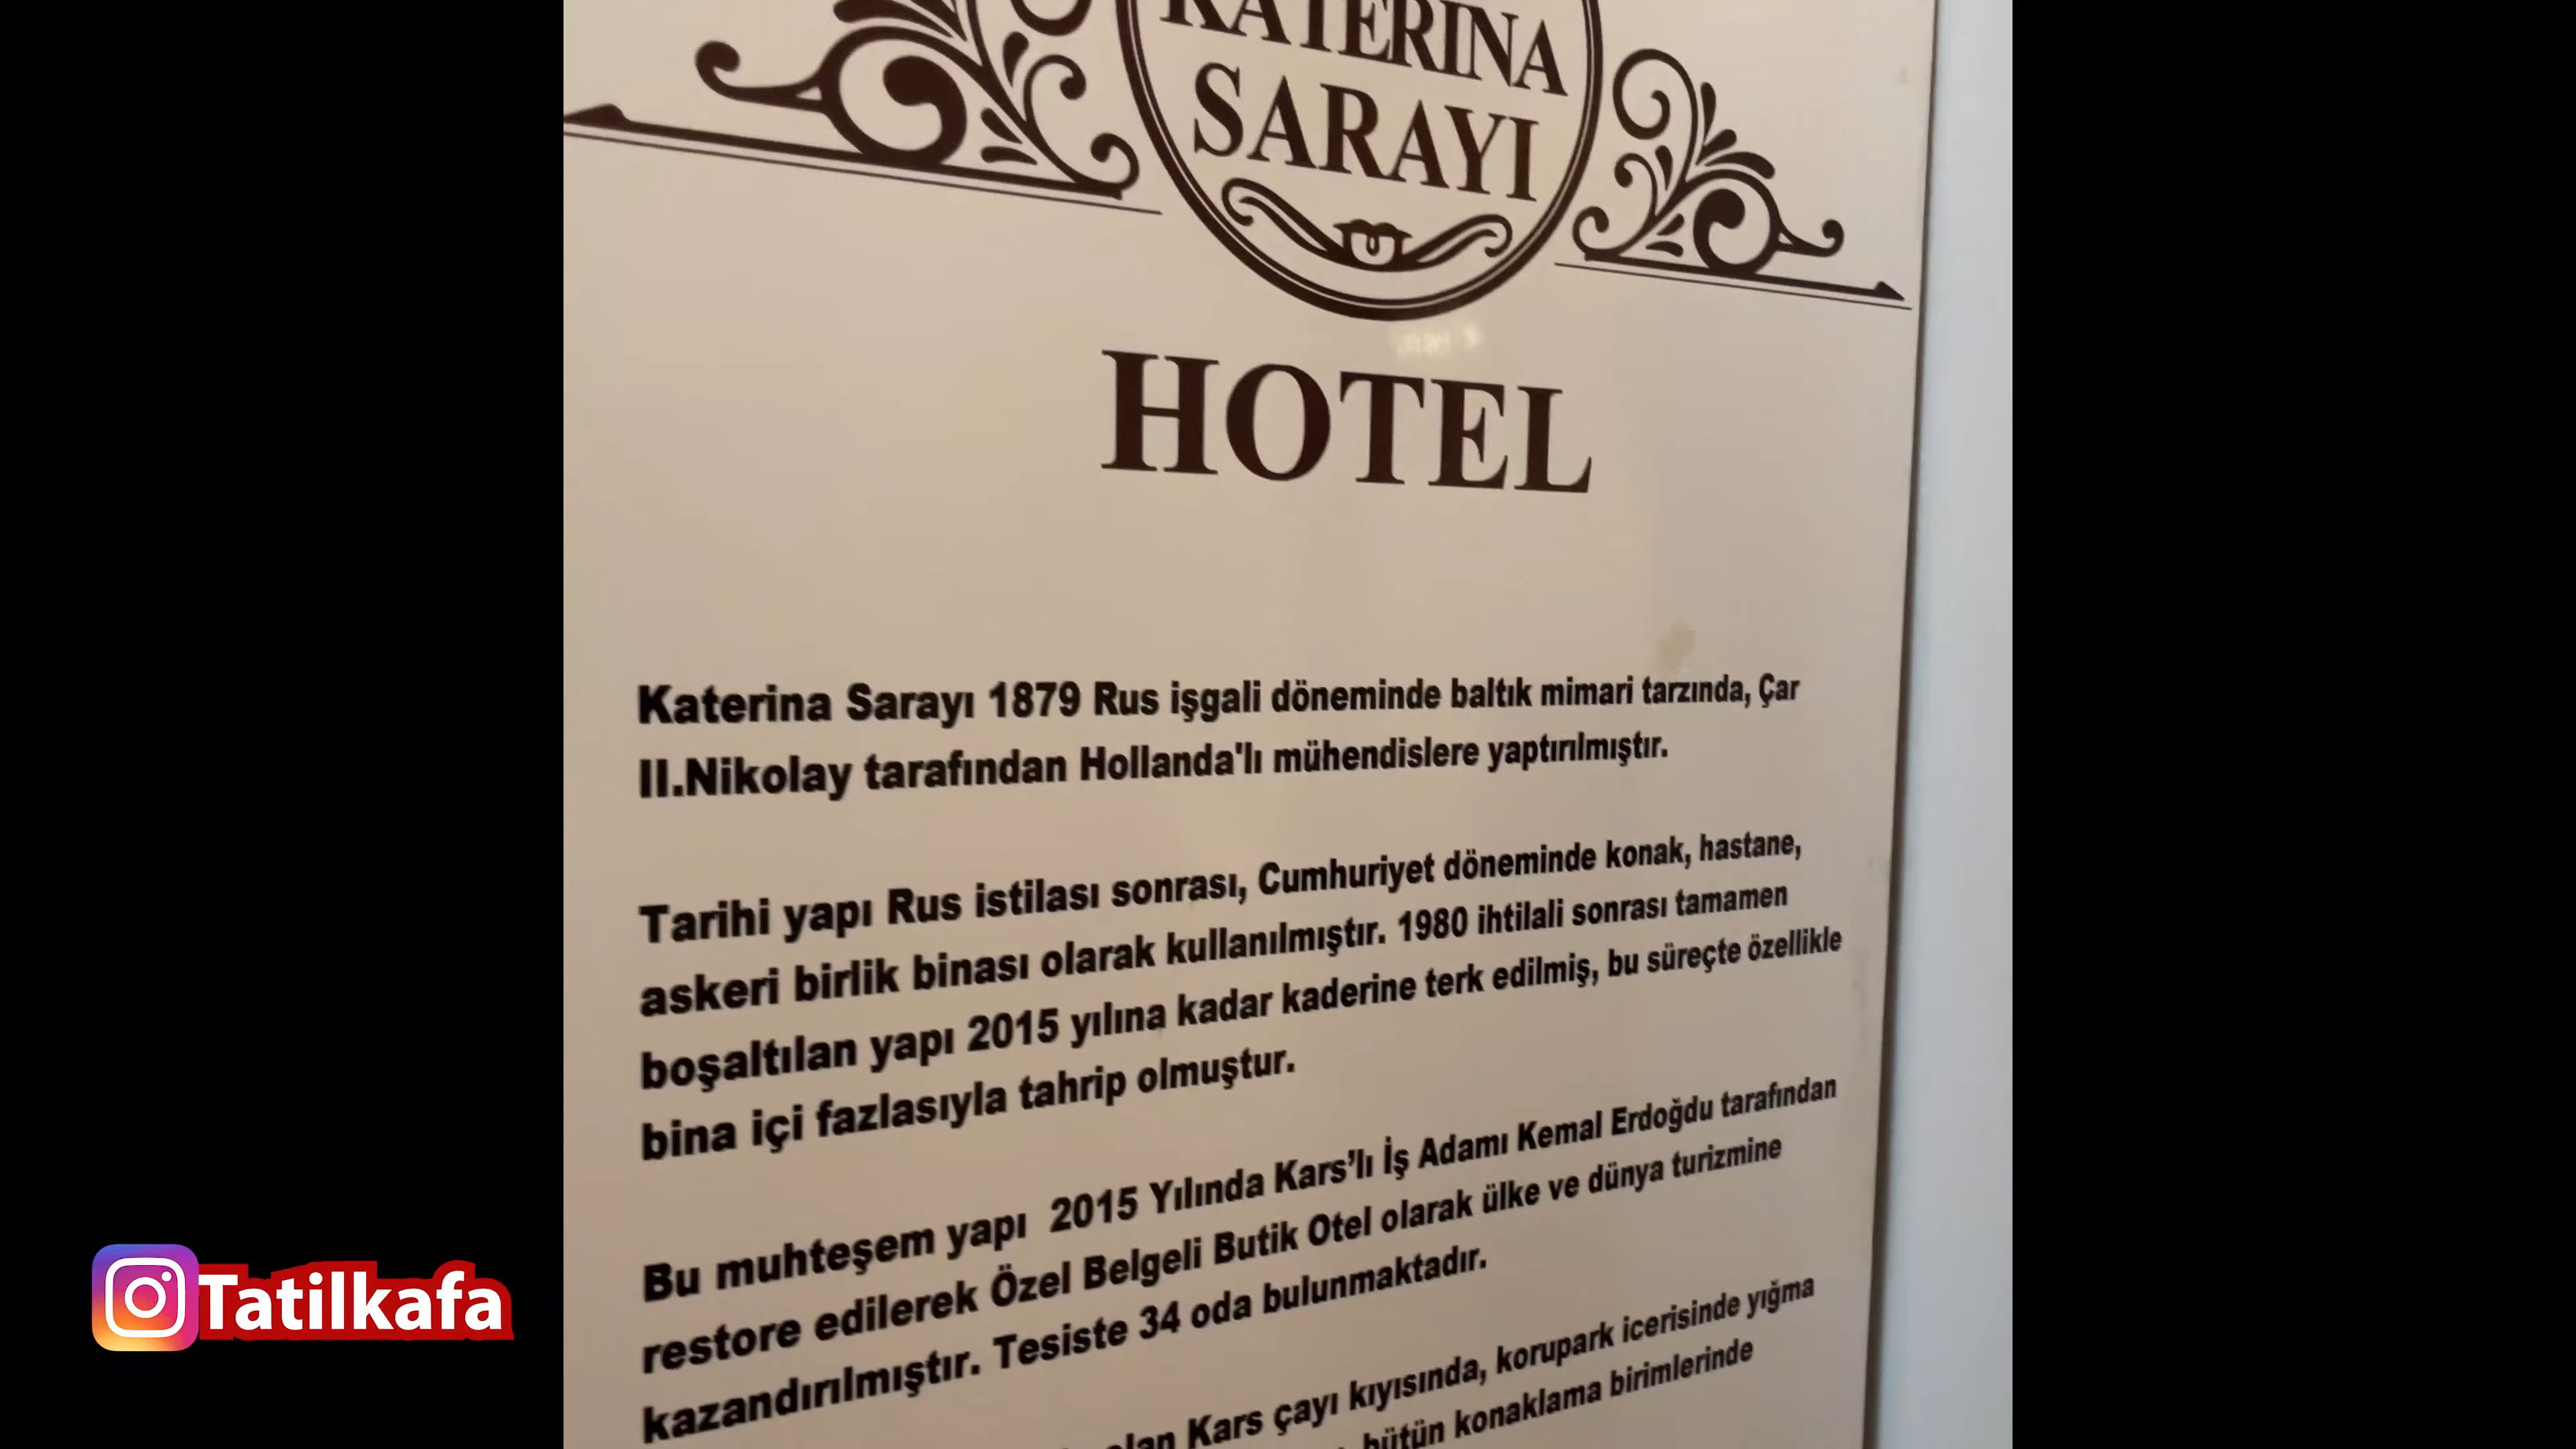 KATERINA
SARAYI
HOTEL
Katerina Sarayı 1879 Rus işgali döneminde baltık mimari tarzında, Çar
II.Nikolay tarafından Hollanda'lı mühendislere yaptırılmıştır.
Tarihi yapı Rus istilası sonrası, Cumhuriyet döneminde konak, hastane,
askeri birlik binası olarak kullanılmıştır. 1980 ihtilali sonrası tamamen
boşaltılan yapı 2015 yılına kadar kaderine terk edilmiş, bu süreçte özellikle
bina içi fazlasıyla tahrip olmuştur.
Bu muhteşem yapı 2015 Yılında Kars'lı İş Adamı Kemal Erdoğdu tarafından
restore edilerek Özel Belgeli Butik Otel olarak ülke ve dünya turizmine
kazandırılmıştır. Tesiste 34 oda bulunmaktadır.
Kars çayı kıyısında, korupark icerisinde yığma
bütün konaklama birimlerinde
Tatilkafa